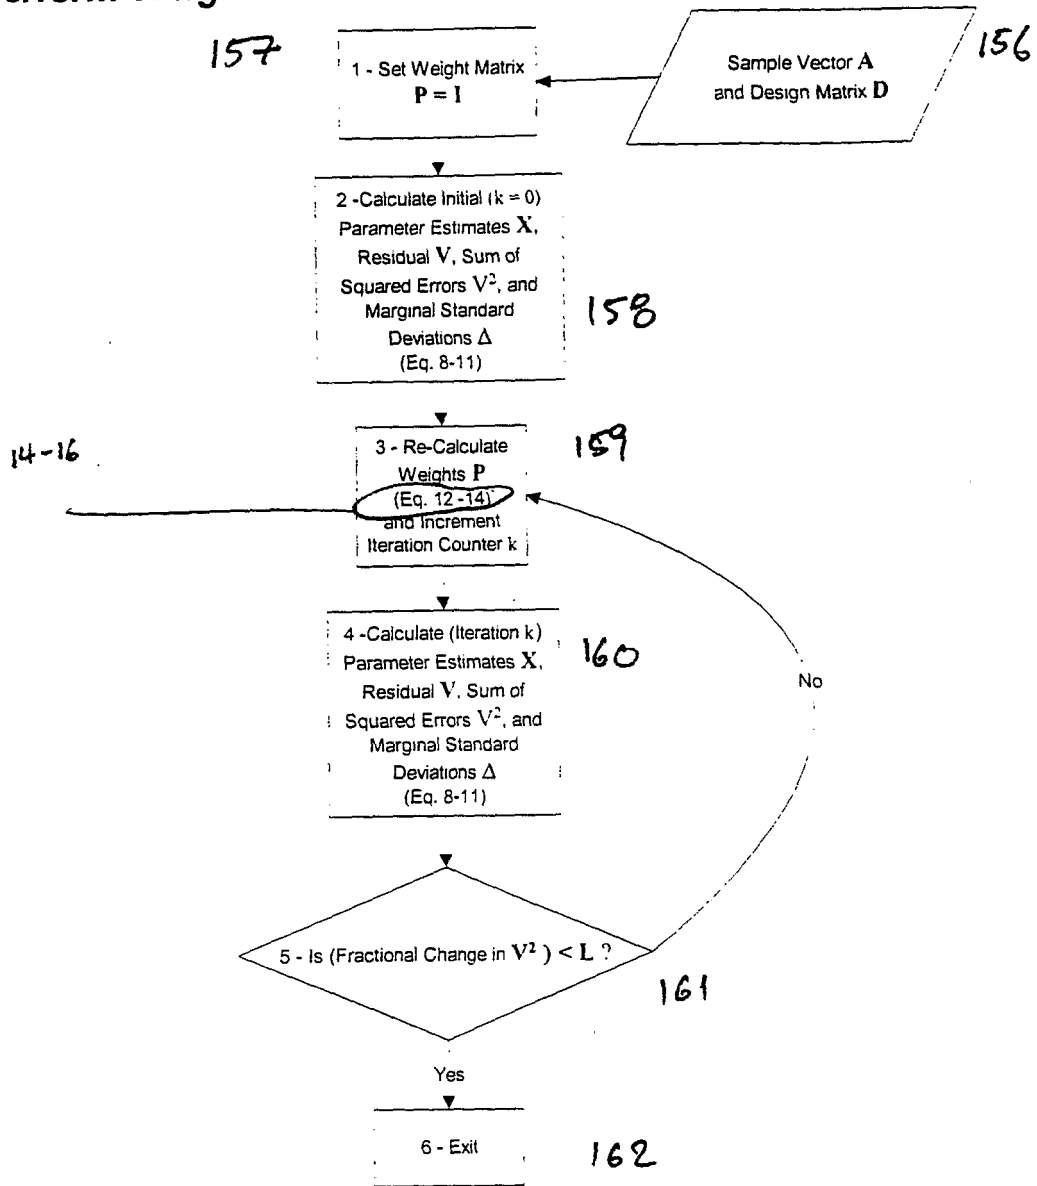 157
1 - Set Weight Matrix
P = I
Sample Vector A
and Design Matrix D
156
2 -Calculate Initial (k = 0)
Parameter Estimates X,
Residual V, Sum of
Squared Errors V², and
Marginal Standard
Deviations Δ
(Eq. 8-11)
158
14-16
3 - Re-Calculate
Weights P
(Eq. 12 -14)
and Increment
Iteration Counter k
159
4 -Calculate (Iteration k)
Parameter Estimates X,
Residual V, Sum of
Squared Errors V², and
Marginal Standard
Deviations Δ
(Eq. 8-11)
160
No
5 - Is (Fractional Change in V² ) < L ?
161
Yes
6 - Exit
162